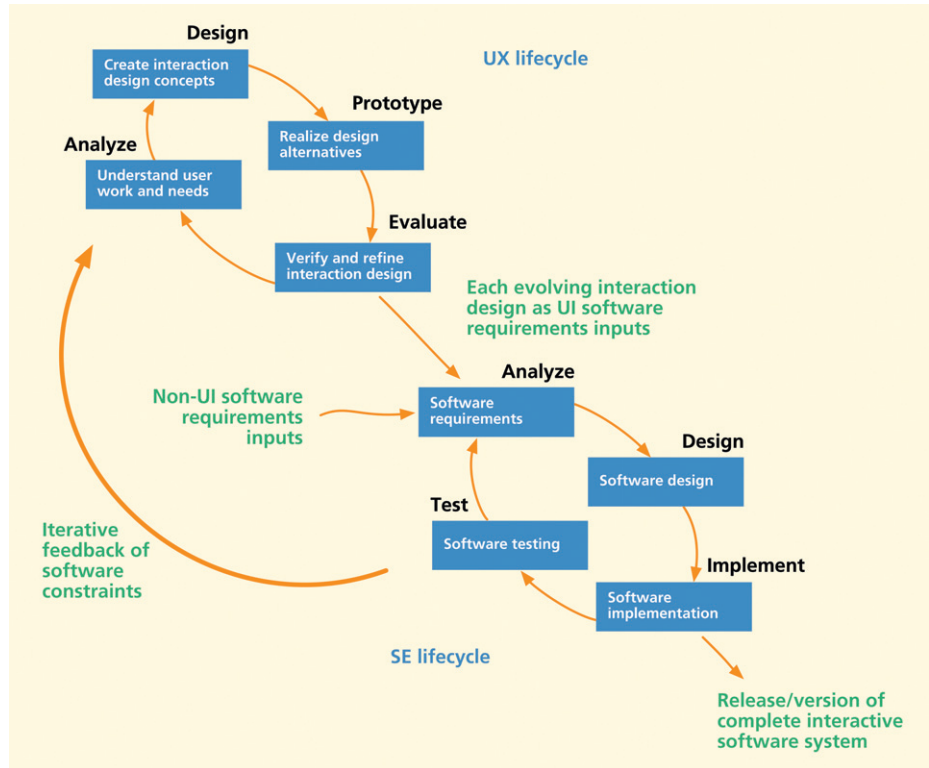 Design
UX lifecycle
Create interaction
design concepts
Prototype
Realize design
alternatives
Analyze
Understand user
work and needs
Evaluate
Verify and refine
interaction design
Each evolving interaction
design as UI software
requirements inputs
Analyze
Software
requirements
Non-UI software
requirements
inputs
Design
Software design
Test
Software testing
Iterative
feedback of
software
constraints
Implement
Software
implementation
SE lifecycle
Release/version of
complete interactive
software system